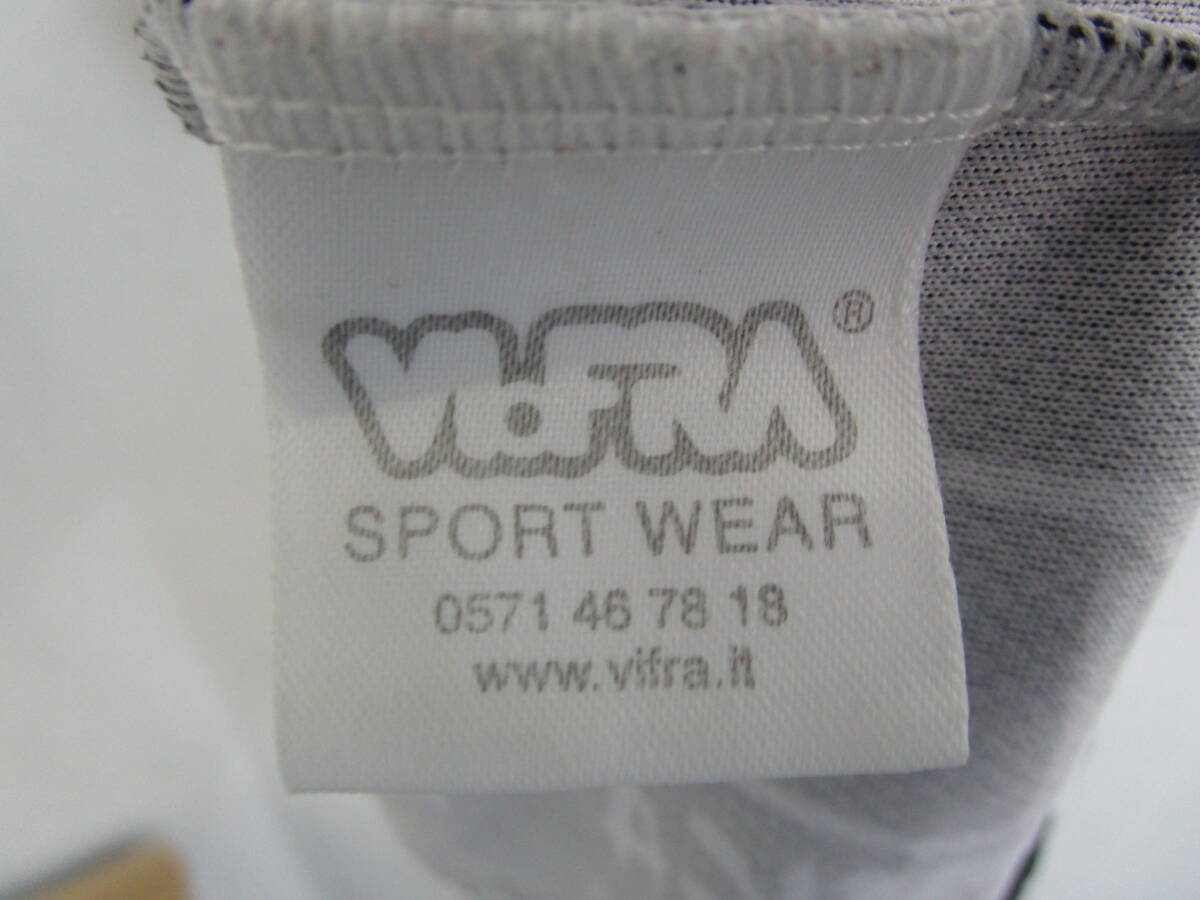 VIFRA®
SPORT WEAR
0571 46 78 18
www.vifra.it